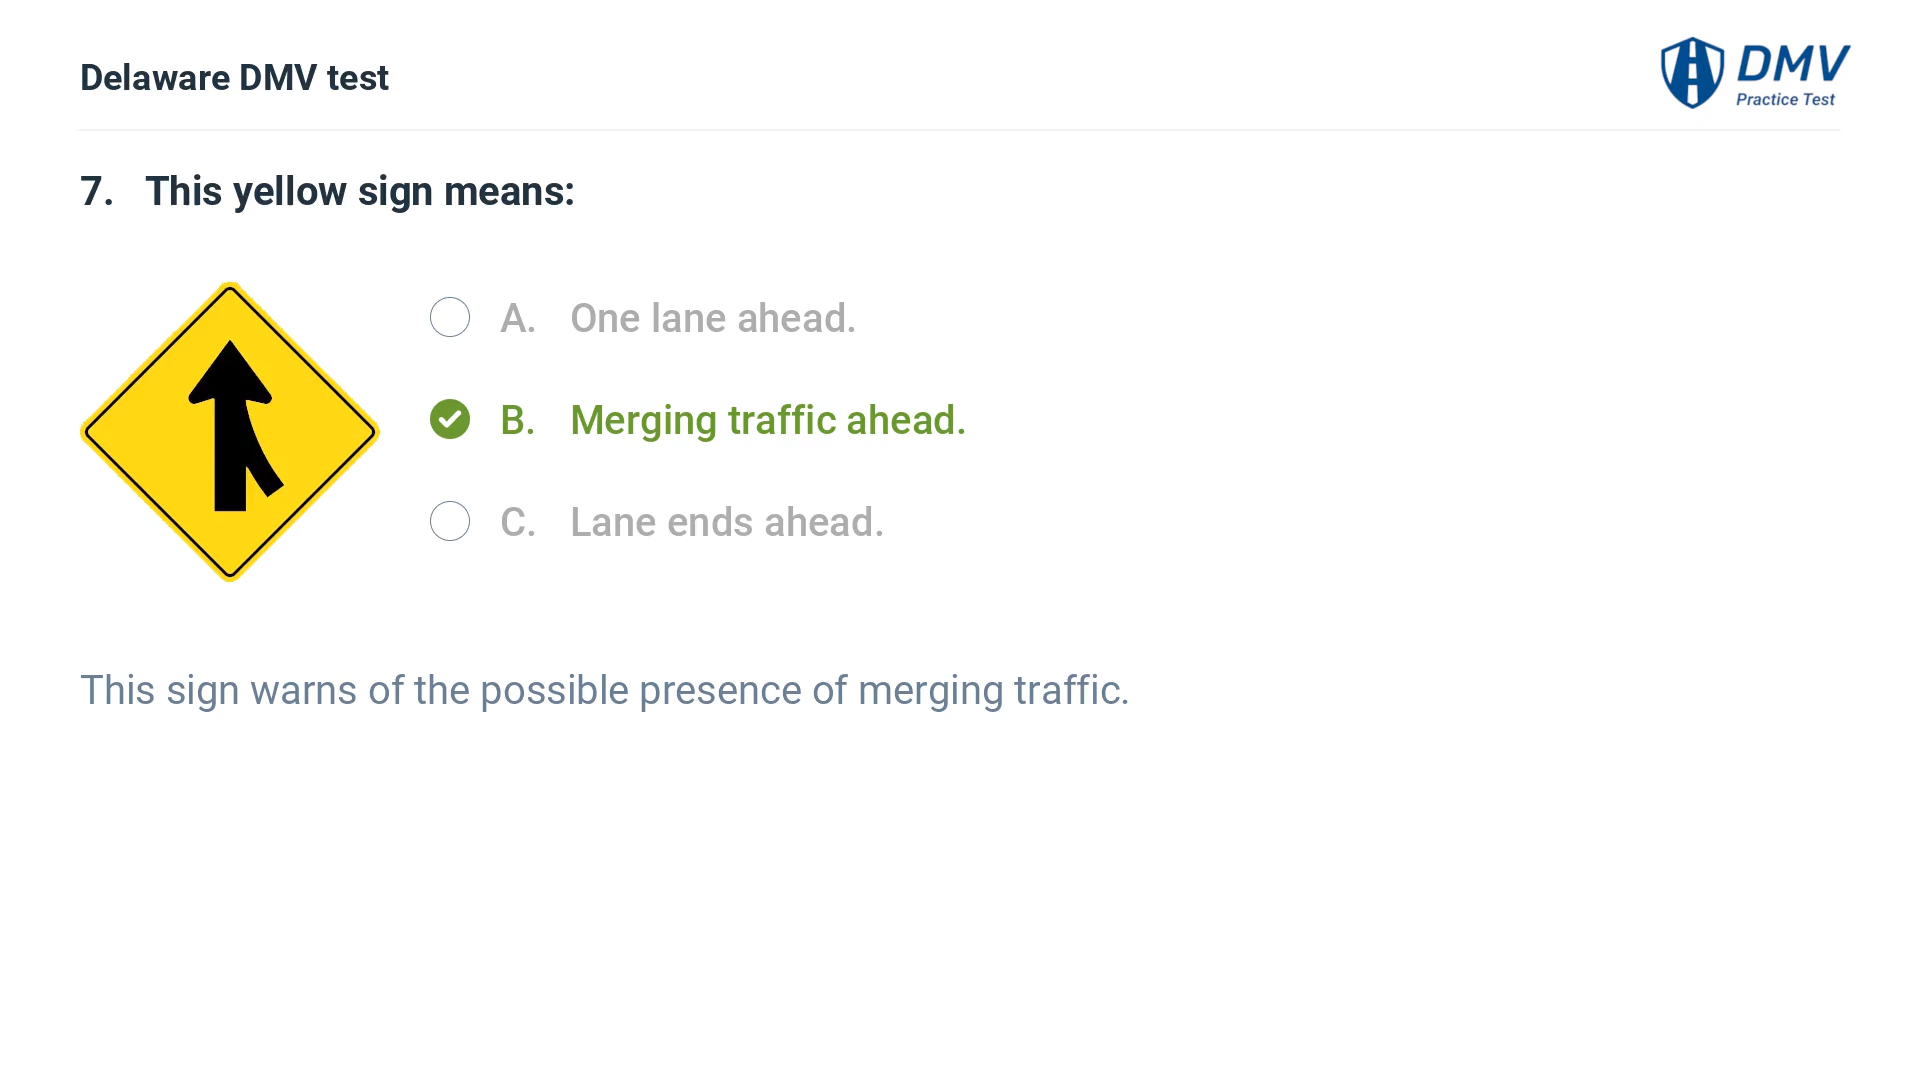 Delaware DMV test
DMV
Practice Test
7. This yellow sign means:
A. One lane ahead.
B. Merging traffic ahead.
C. Lane ends ahead.
This sign warns of the possible presence of merging traffic.